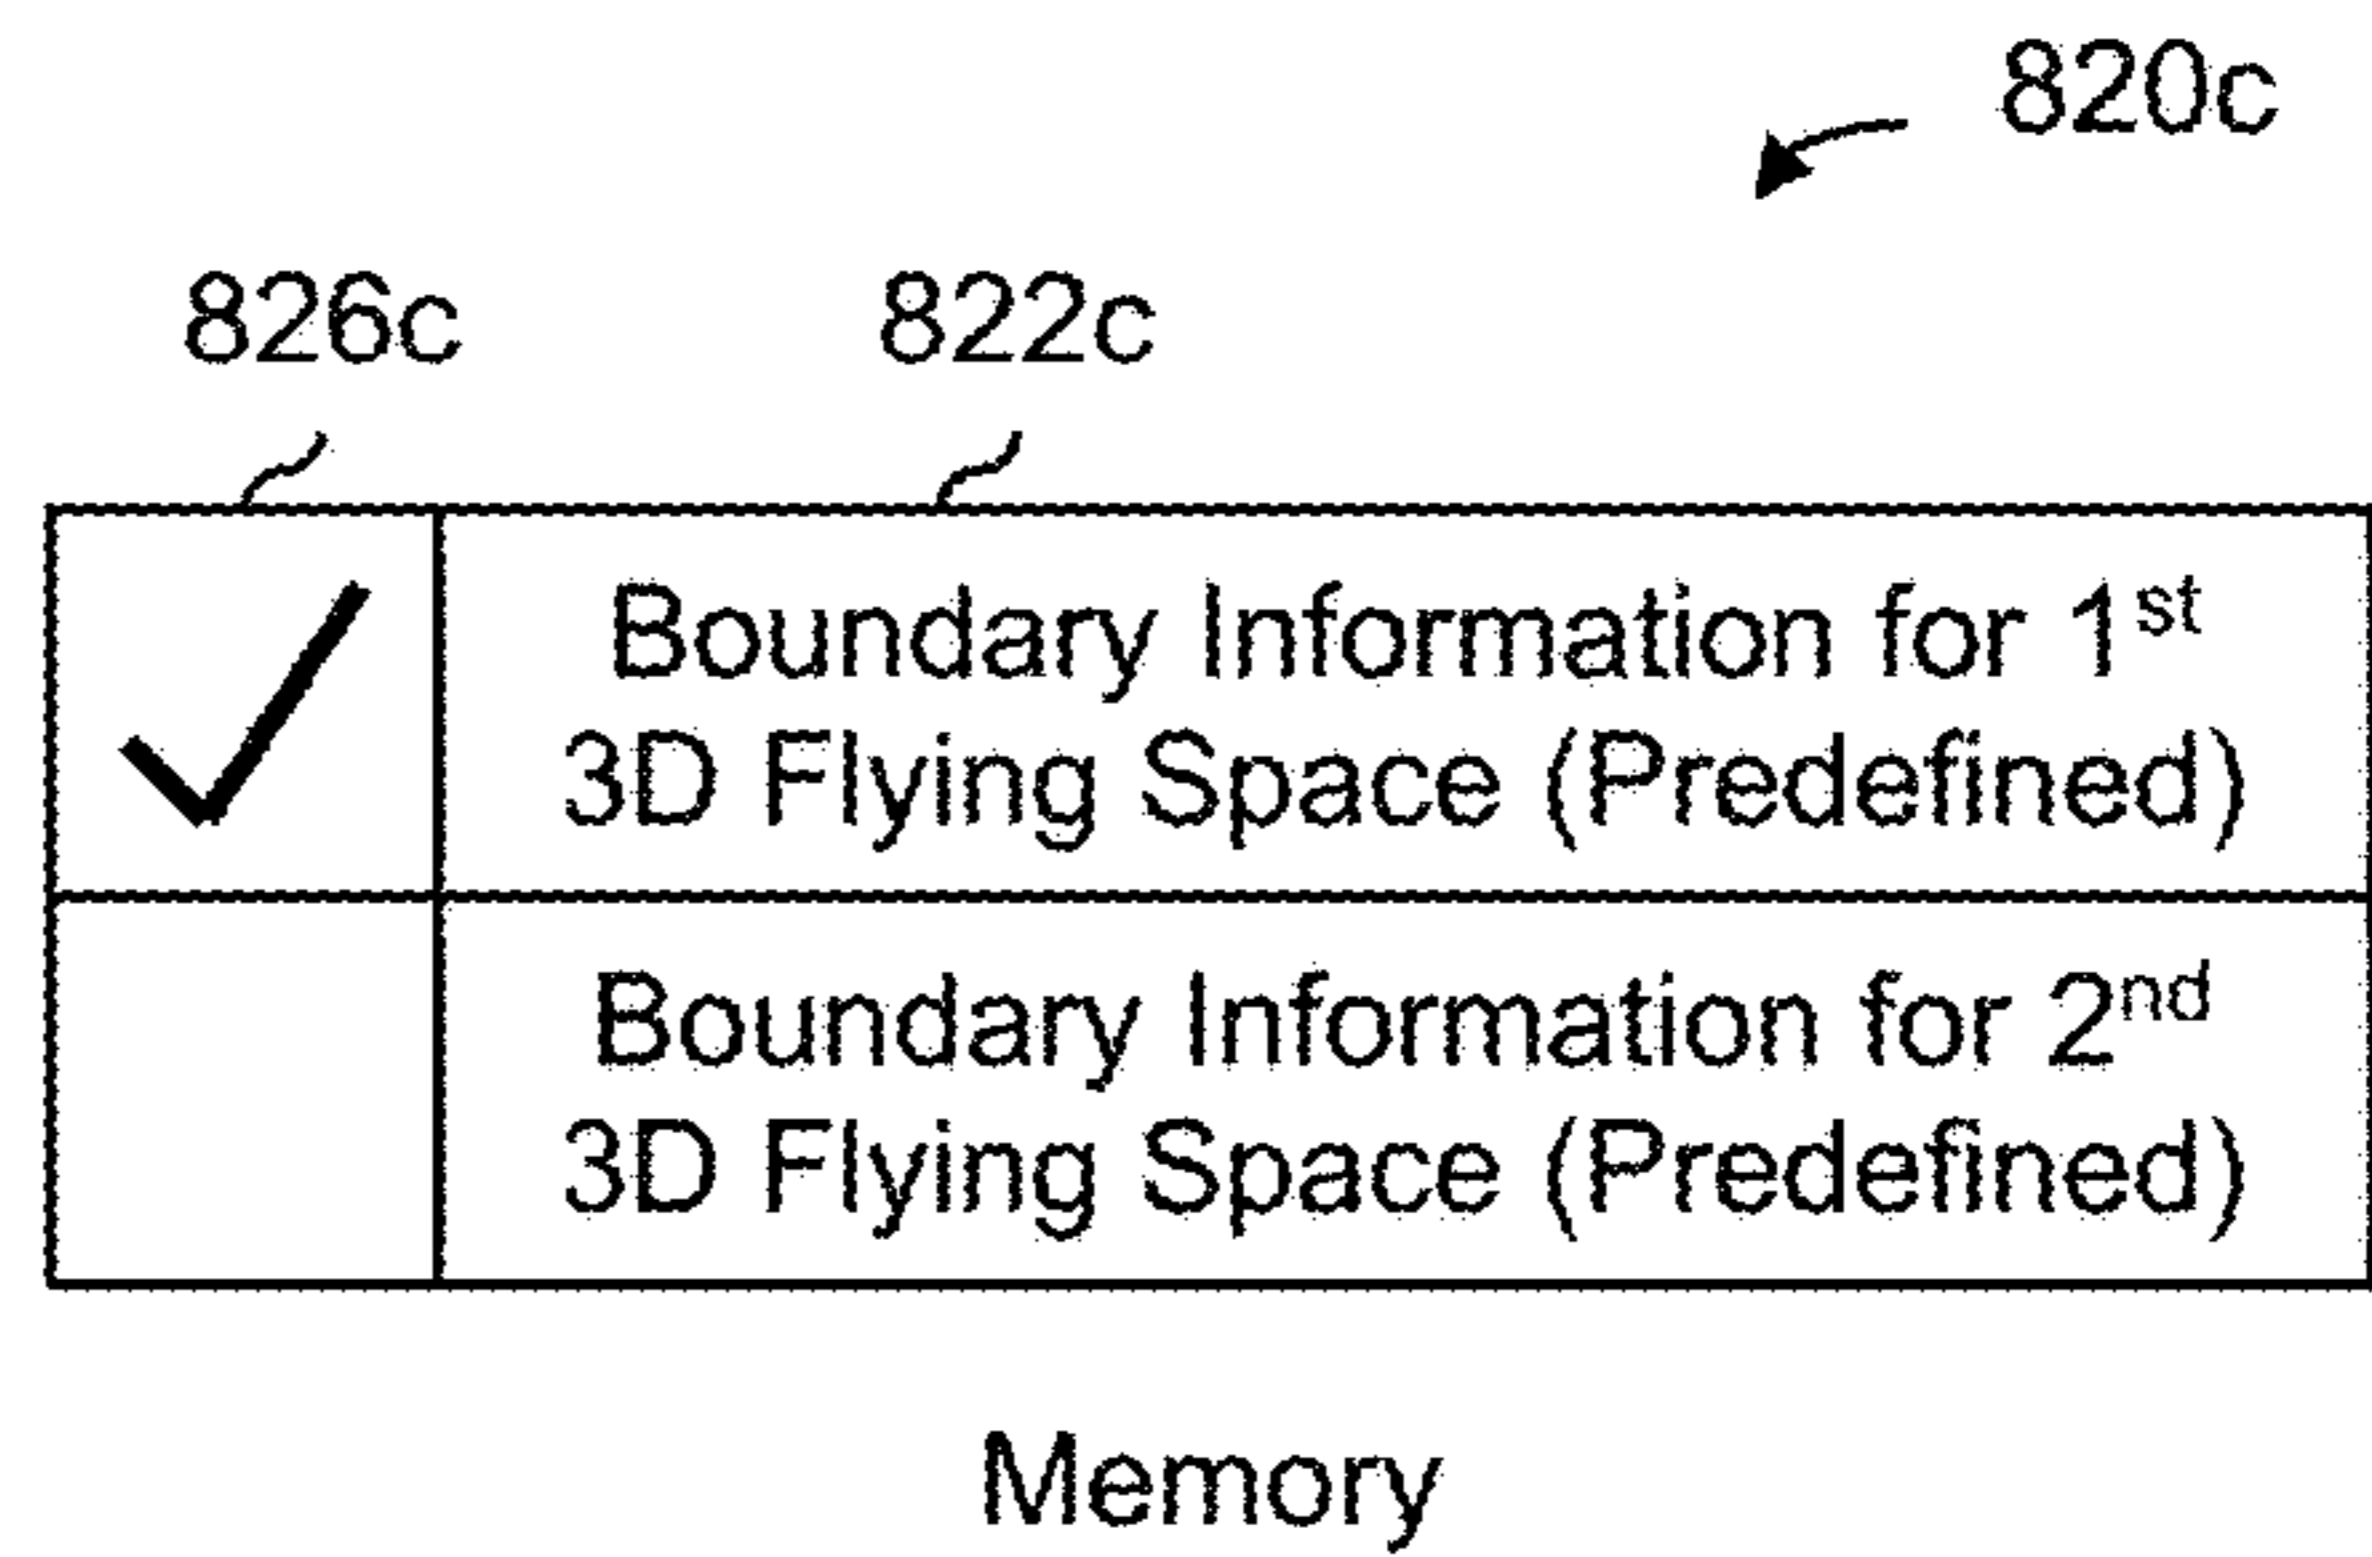 820c
826c 822c
Boundary Information for 1st
3D Flying Space (Predefined)
Boundary Information for 2nd
3D Flying Space (Predefined)
Memory